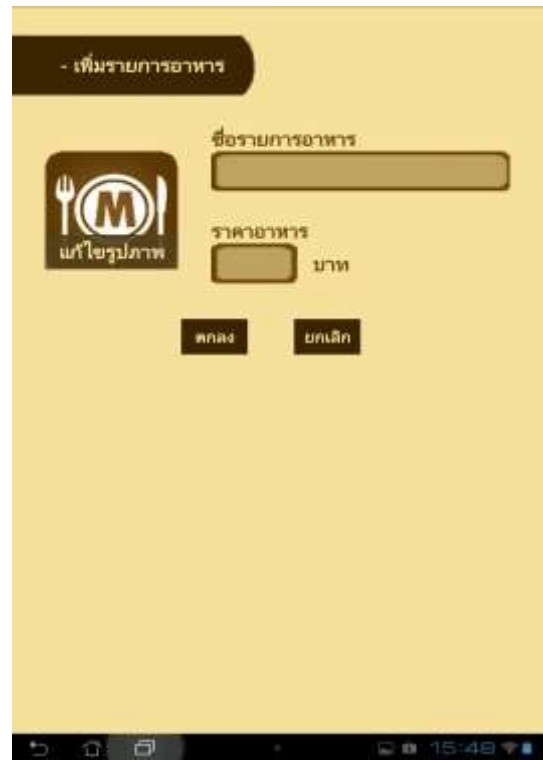 - เพิ่มรายการอาหาร
ชื่อรายการอาหาร
M
แก้ไขรูปภาพ
ราคาอาหาร
บาท
ตกลง
ยกเลิก
15:48